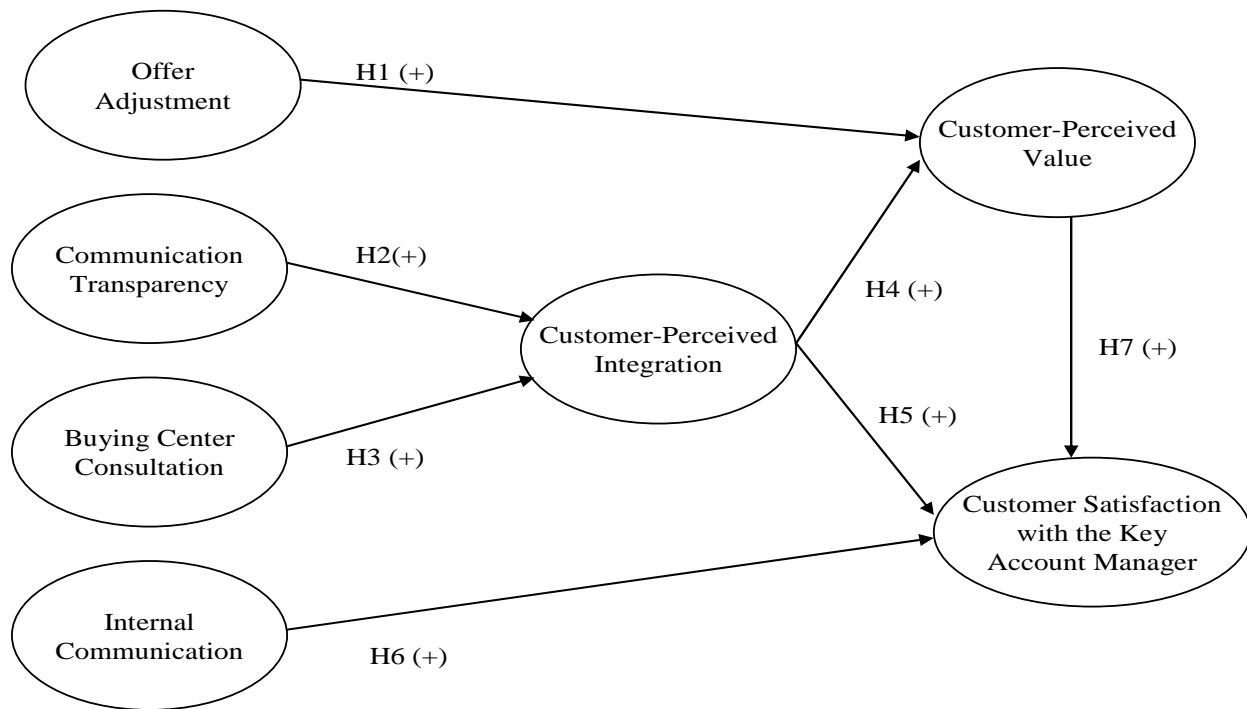 Offer
Adjustment
H1 (+)
Customer-Perceived
Value
Communication
Transparency
H2(+)
H4 (+)
Customer-Perceived
Integration
H7 (+)
Buying Center
Consultation
H3 (+)
H5 (+)
Customer Satisfaction
with the Key
Account Manager
Internal
Communication
H6 (+)